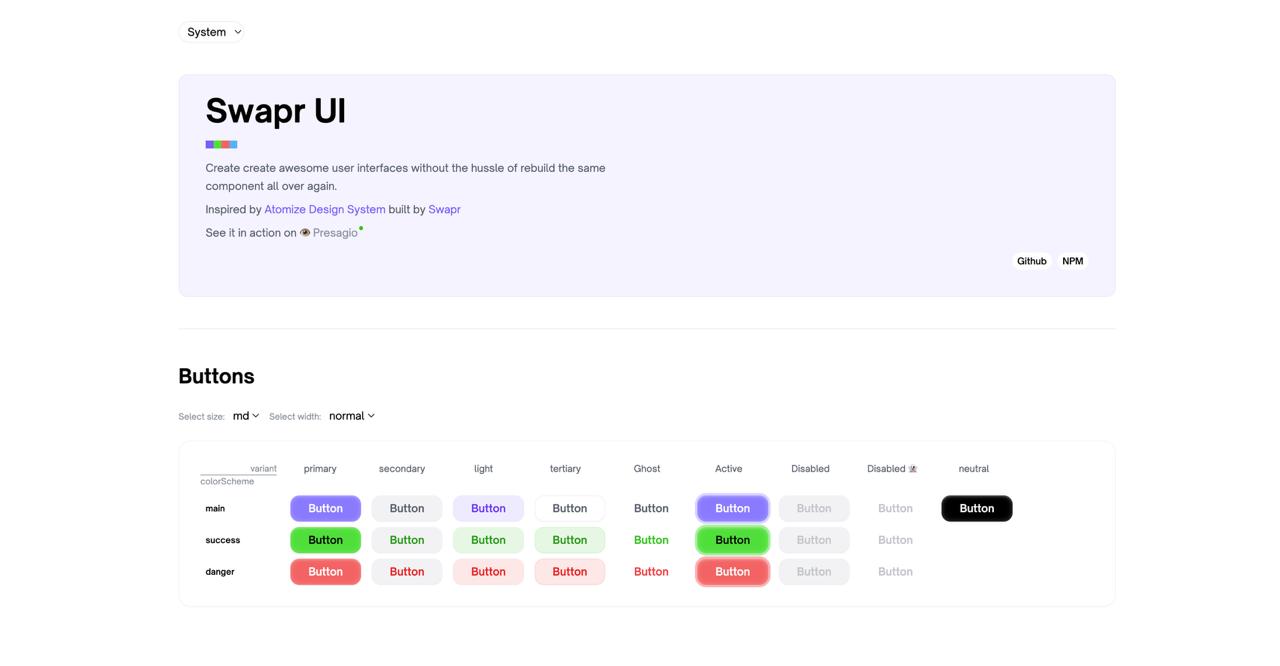 System
Swapr UI
Create create awesome user interfaces without the hussle of rebuild the same
component all over again.
Inspired by Atomize Design System built by Swapr
See it in action on 👁️ Presagio
Github NPM
Buttons
Select size: md Select width: normal
variant primary secondary light tertiary Ghost Active Disabled Disabled neutral
colorScheme
main Button Button Button Button Button Button Button Button Button
success Button Button Button Button Button Button Button Button
danger Button Button Button Button Button Button Button Button